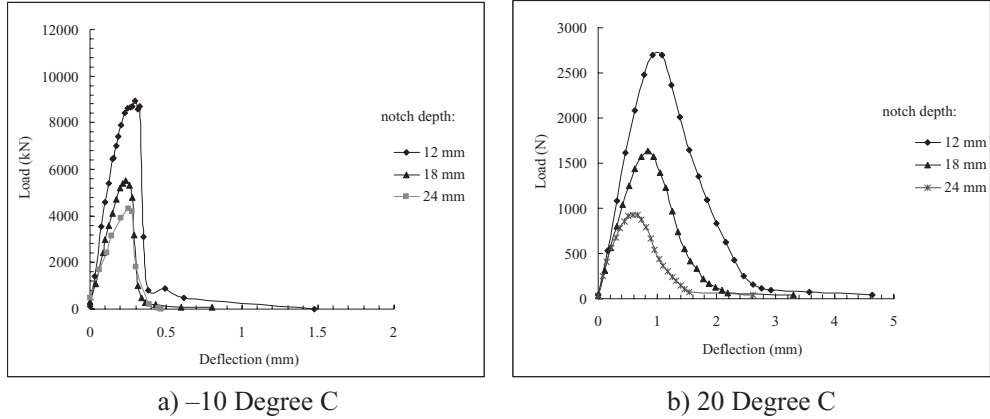 12000
10000
8000
6000
4000
2000
0
Load (kN)
0 0.5 1 1.5 2
Deflection (mm)
notch depth:
12 mm
18 mm
24 mm
a) –10 Degree C
3000
2500
2000
1500
1000
500
0
Load (N)
0 1 2 3 4 5
Deflection (mm)
notch depth:
12 mm
18 mm
24 mm
b) 20 Degree C